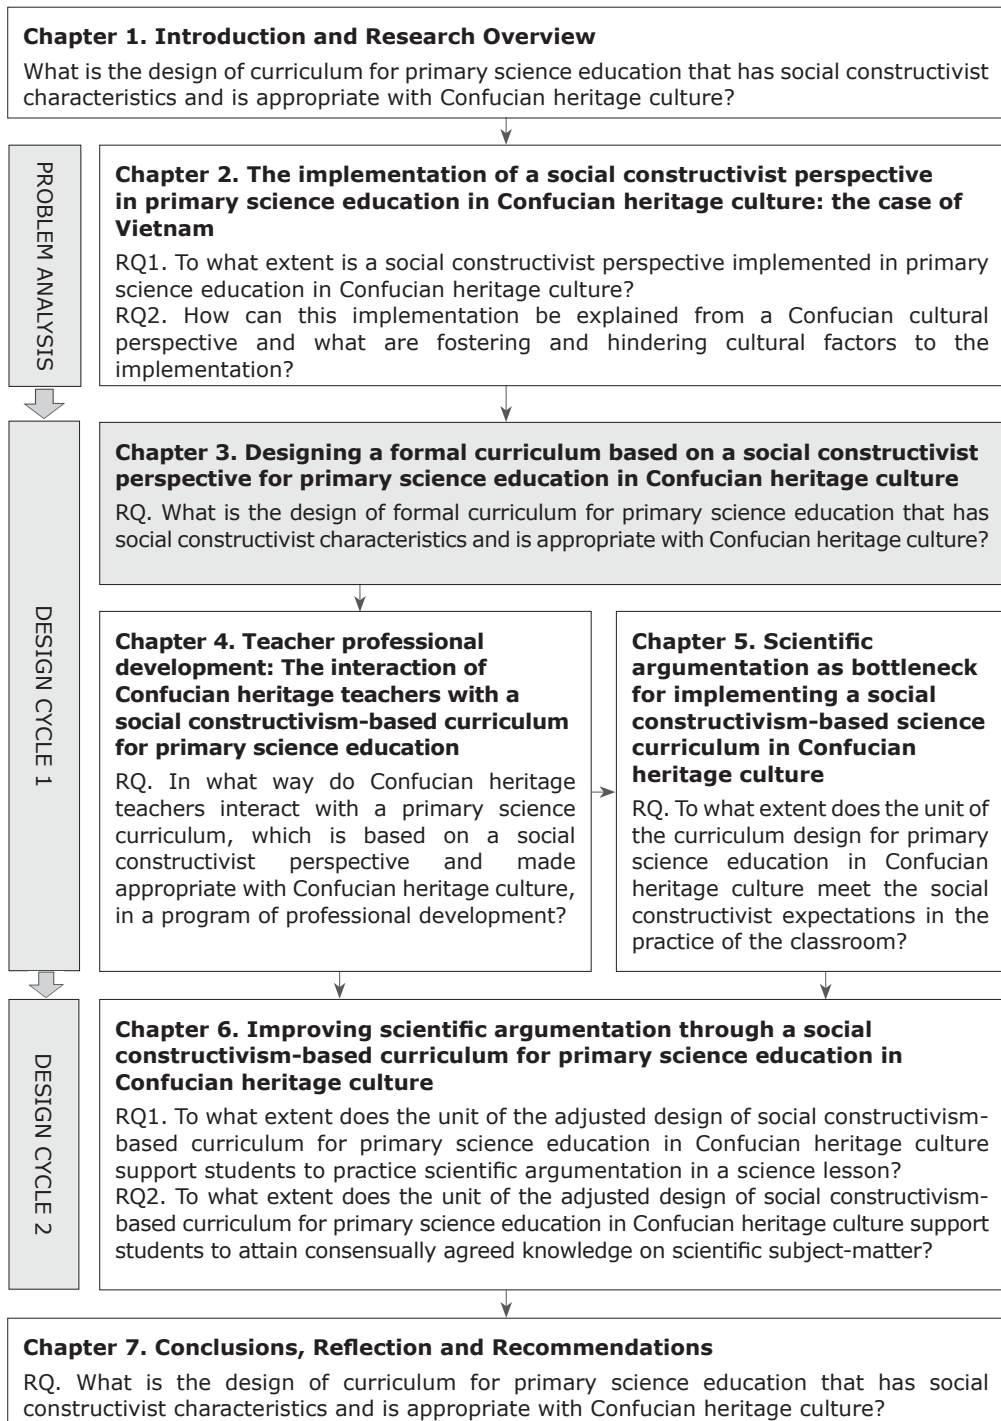 Chapter 1. Introduction and Research Overview
What is the design of curriculum for primary science education that has social constructivist
characteristics and is appropriate with Confucian heritage culture?
PROBLEM ANALYSIS
Chapter 2. The implementation of a social constructivist perspective
in primary science education in Confucian heritage culture: the case of
Vietnam
RQ1. To what extent is a social constructivist perspective implemented in primary
science education in Confucian heritage culture?
RQ2. How can this implementation be explained from a Confucian cultural
perspective and what are fostering and hindering cultural factors to the
implementation?
DESIGN CYCLE 1
Chapter 3. Designing a formal curriculum based on a social constructivist
perspective for primary science education in Confucian heritage culture
RQ. What is the design of formal curriculum for primary science education that has
social constructivist characteristics and is appropriate with Confucian heritage culture?
Chapter 4. Teacher professional
development: The interaction of
Confucian heritage teachers with a
social constructivism-based curriculum
for primary science education
RQ. In what way do Confucian heritage
teachers interact with a primary science
curriculum, which is based on a social
constructivist perspective and made
appropriate with Confucian heritage culture,
in a program of professional development?
Chapter 5. Scientific
argumentation as bottleneck
for implementing a social
constructivism-based science
curriculum in Confucian
heritage culture
RQ. To what extent does the unit of
the curriculum design for primary
science education in Confucian
heritage culture meet the social
constructivist expectations in the
practice of the classroom?
DESIGN CYCLE 2
Chapter 6. Improving scientific argumentation through a social
constructivism-based curriculum for primary science education in
Confucian heritage culture
RQ1. To what extent does the unit of the adjusted design of social constructivism-
based curriculum for primary science education in Confucian heritage culture
support students to practice scientific argumentation in a science lesson?
RQ2. To what extent does the unit of the adjusted design of social constructivism-
based curriculum for primary science education in Confucian heritage culture support
students to attain consensually agreed knowledge on scientific subject-matter?
Chapter 7. Conclusions, Reflection and Recommendations
RQ. What is the design of curriculum for primary science education that has social
constructivist characteristics and is appropriate with Confucian heritage culture?